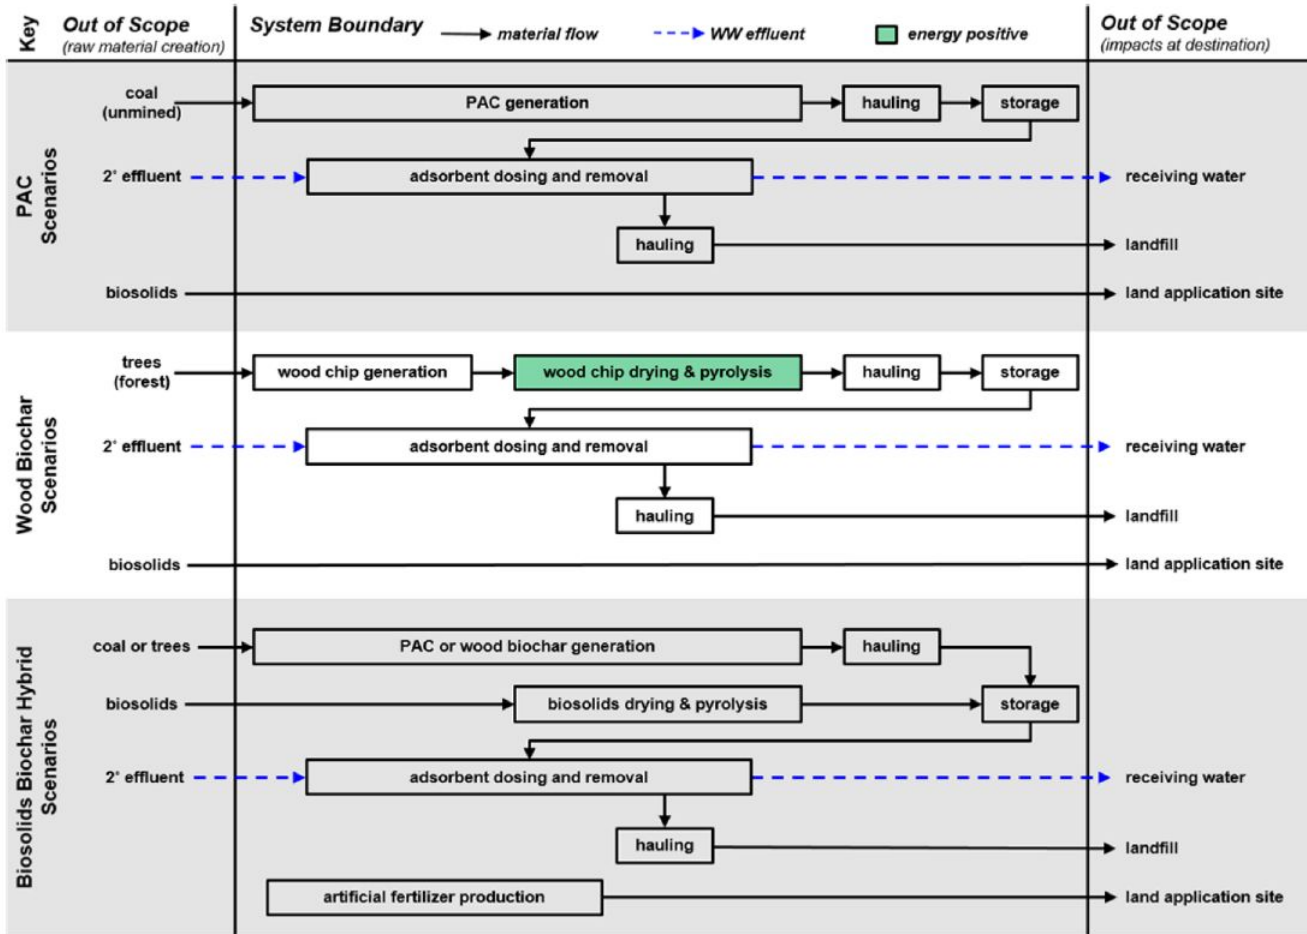 Key
Out of Scope
(raw material creation)
System Boundary
material flow
WW effluent
energy positive
Out of Scope
(impacts at destination)
PAC
Scenarios
coal
(unmined)
PAC generation
hauling
storage
2° effluent
adsorbent dosing and removal
receiving water
hauling
landfill
biosolids
land application site
Wood Biochar
Scenarios
trees
(forest)
wood chip generation
wood chip drying & pyrolysis
hauling
storage
2° effluent
adsorbent dosing and removal
receiving water
hauling
landfill
biosolids
land application site
Biosolids Biochar Hybrid
Scenarios
coal or trees
PAC or wood biochar generation
hauling
biosolids
biosolids drying & pyrolysis
storage
2° effluent
adsorbent dosing and removal
receiving water
hauling
landfill
artificial fertilizer production
land application site